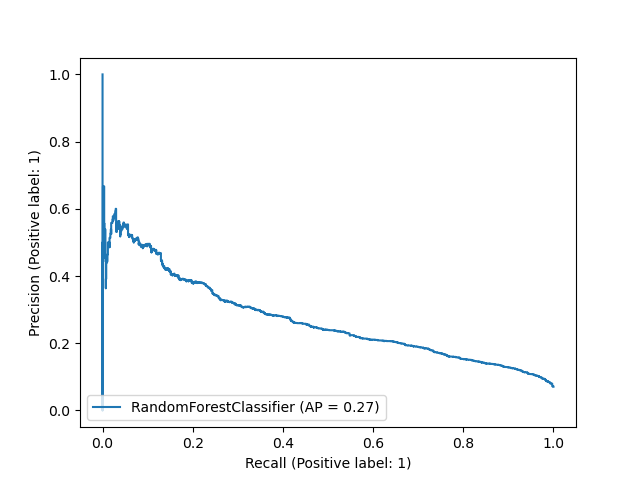 1.0
0.8
0.6
0.4
0.2
0.0
Precision (Positive label: 1)
RandomForestClassifier (AP = 0.27)
0.0 0.2 0.4 0.6 0.8 1.0
Recall (Positive label: 1)